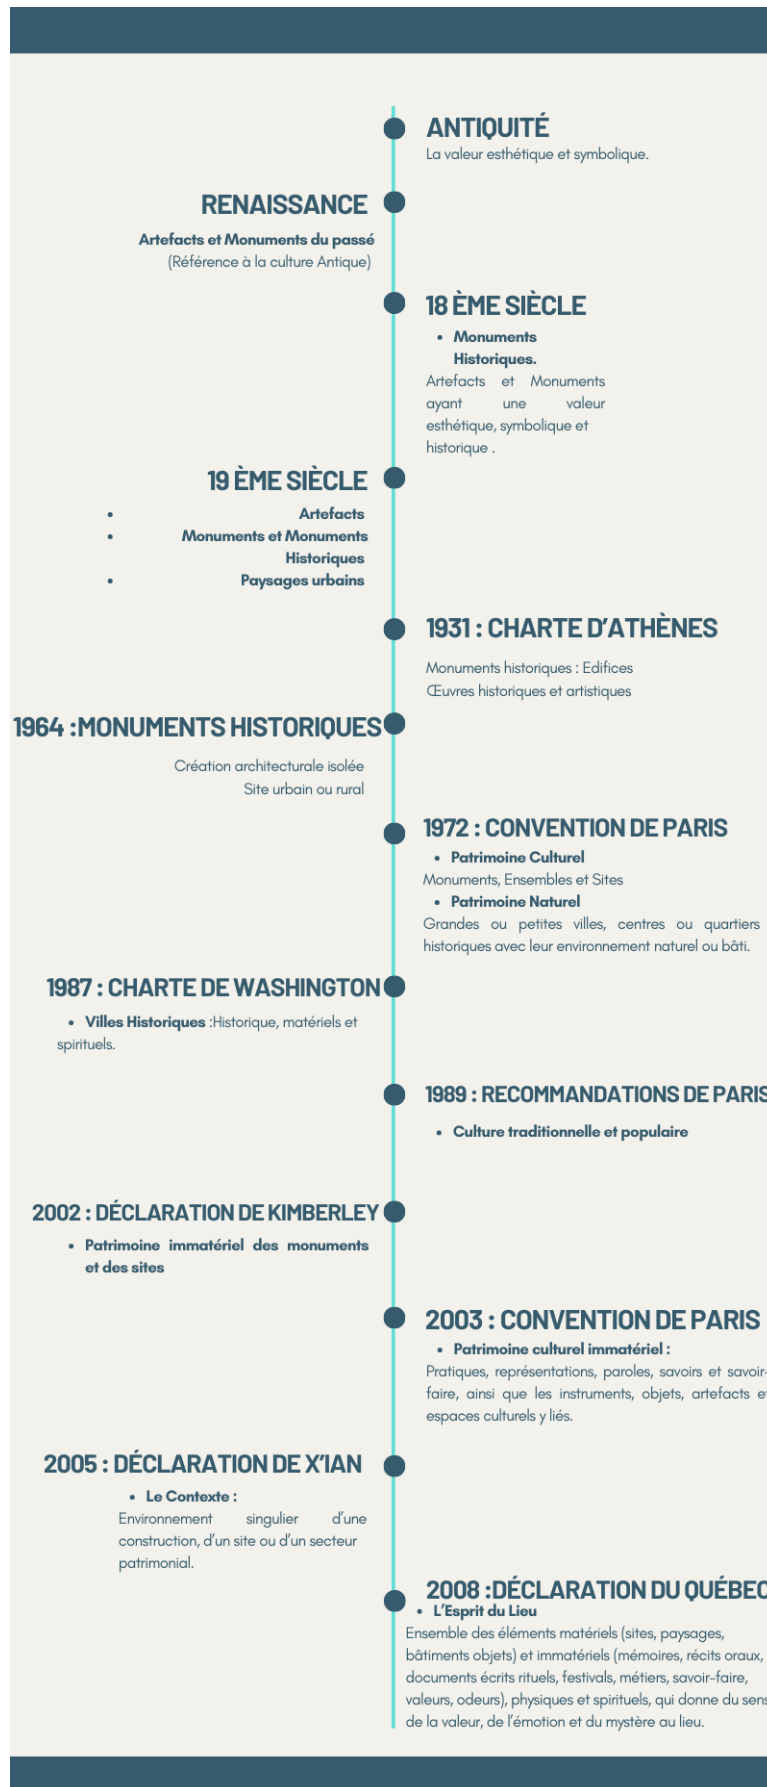 ANTIQUITÉ
La valeur esthétique et symbolique.
RENAISSANCE
Artefacts et Monuments du passé
(Référence à la culture Antique)
18 ÈME SIÈCLE
• Monuments
Historiques.
Artefacts et Monuments
ayant une valeur
esthétique, symbolique et
historique .
19 ÈME SIÈCLE
• Artefacts
• Monuments et Monuments
Historiques
• Paysages urbains
1931 : CHARTE D'ATHÈNES
Monuments historiques : Edifices
Œuvres historiques et artistiques
1964 :MONUMENTS HISTORIQUES
Création architecturale isolée
Site urbain ou rural
1972 : CONVENTION DE PARIS
• Patrimoine Culturel
Monuments, Ensembles et Sites
• Patrimoine Naturel
Grandes ou petites villes, centres ou quartiers
historiques avec leur environnement naturel ou bâti.
1987 : CHARTE DE WASHINGTON
• Villes Historiques :Historique, matériels et
spirituels.
1989 : RECOMMANDATIONS DE PARIS
• Culture traditionnelle et populaire
2002 : DÉCLARATION DE KIMBERLEY
• Patrimoine immatériel des monuments
et des sites
2003 : CONVENTION DE PARIS
• Patrimoine culturel immatériel :
Pratiques, représentations, paroles, savoirs et savoir-
faire, ainsi que les instruments, objets, artefacts et
espaces culturels y liés.
2005 : DÉCLARATION DE X'IAN
• Le Contexte :
Environnement singulier d'une
construction, d'un site ou d'un secteur
patrimonial.
2008 :DÉCLARATION DU QUÉBEC
• L'Esprit du Lieu
Ensemble des éléments matériels (sites, paysages,
bâtiments objets) et immatériels (mémoires, récits oraux,
documents écrits rituels, festivals, métiers, savoir-faire,
valeurs, odeurs), physiques et spirituels, qui donne du sens
de la valeur, de l'émotion et du mystère au lieu.